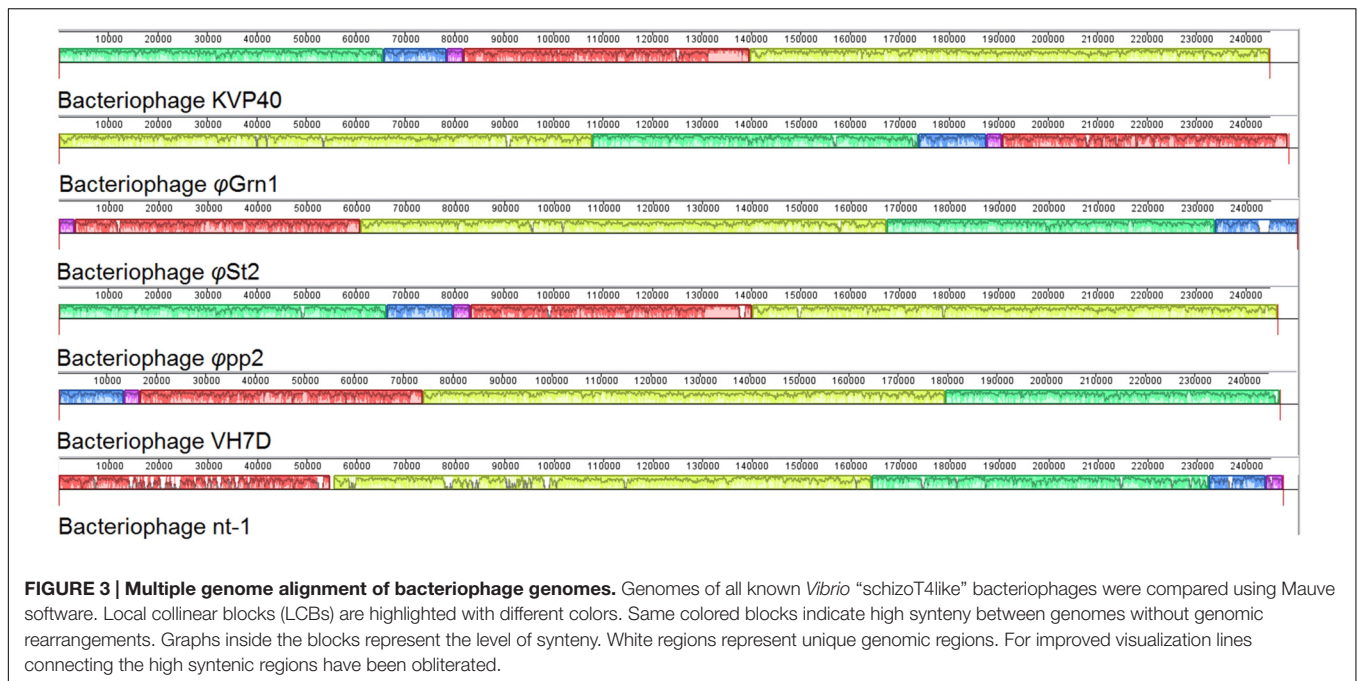 10000 20000 30000 40000 50000 60000 70000 80000 90000 100000 110000 120000 130000 140000 150000 160000 170000 180000 190000 200000 210000 220000 230000 240000
Bacteriophage KVP40
10000 20000 30000 40000 50000 60000 70000 80000 90000 100000 110000 120000 130000 140000 150000 160000 170000 180000 190000 200000 210000 220000 230000 240000
Bacteriophage φGrn1
10000 20000 30000 40000 50000 60000 70000 80000 90000 100000 110000 120000 130000 140000 150000 160000 170000 180000 190000 200000 210000 220000 230000 240000
Bacteriophage φSt2
10000 20000 30000 40000 50000 60000 70000 80000 90000 100000 110000 120000 130000 140000 150000 160000 170000 180000 190000 200000 210000 220000 230000 240000
Bacteriophage φpp2
10000 20000 30000 40000 50000 60000 70000 80000 90000 100000 110000 120000 130000 140000 150000 160000 170000 180000 190000 200000 210000 220000 230000 240000
Bacteriophage VH7D
10000 20000 30000 40000 50000 60000 70000 80000 90000 100000 110000 120000 130000 140000 150000 160000 170000 180000 190000 200000 210000 220000 230000 240000
Bacteriophage nt-1
FIGURE 3 | Multiple genome alignment of bacteriophage genomes. Genomes of all known Vibrio “schizoT4like” bacteriophages were compared using Mauve
software. Local collinear blocks (LCBs) are highlighted with different colors. Same colored blocks indicate high synteny between genomes without genomic
rearrangements. Graphs inside the blocks represent the level of synteny. White regions represent unique genomic regions. For improved visualization lines
connecting the high syntenic regions have been obliterated.